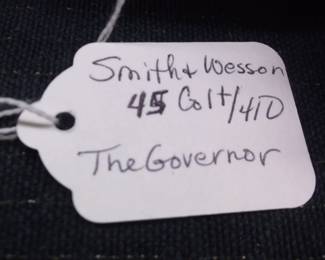 Smith & Wesson
45 Colt/410
The Governor